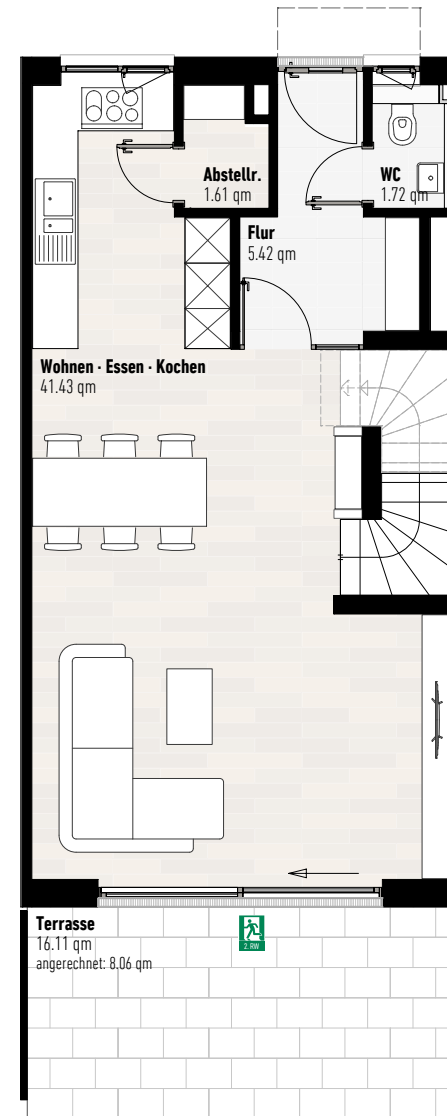 Abstellr.
1.61 qm
WC
1.72 qm
Flur
5.42 qm
Wohnen · Essen · Kochen
41.43 qm
Terrasse
16.11 qm
angerechnet: 8.06 qm
2. RW